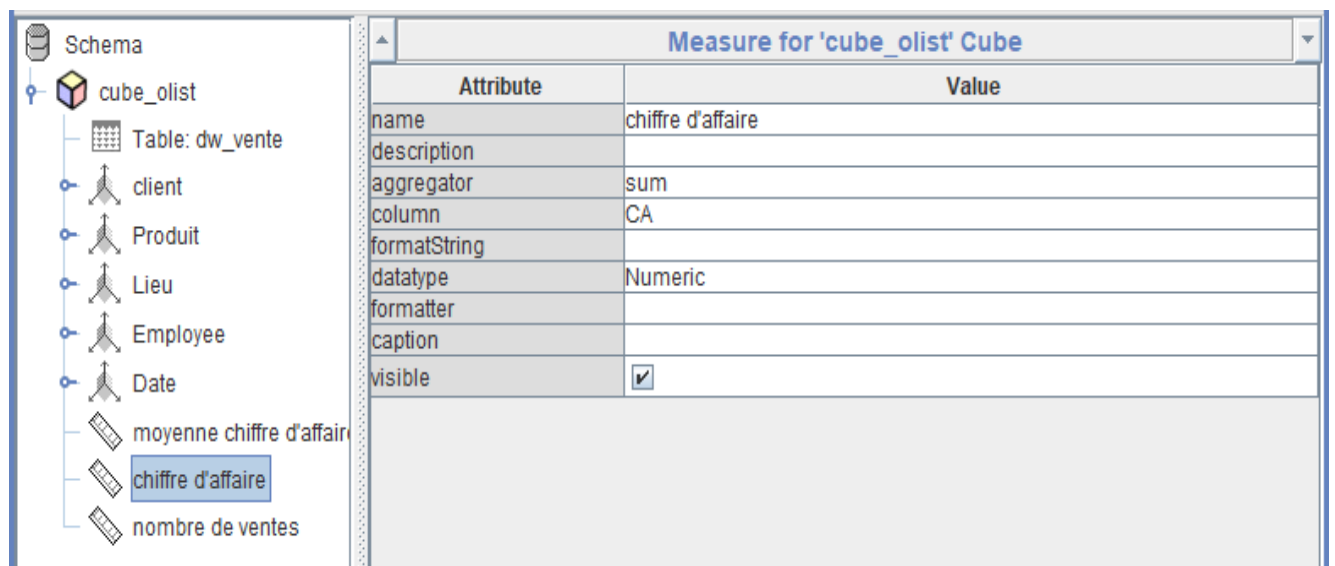 Schema
cube_olist
Table: dw_vente
client
Produit
Lieu
Employee
Date
moyenne chiffre d'affaire
chiffre d'affaire
nombre de ventes
Measure for 'cube_olist' Cube
Attribute Value
name chiffre d'affaire
description
aggregator sum
column CA
formatString
datatype Numeric
formatter
caption
visible